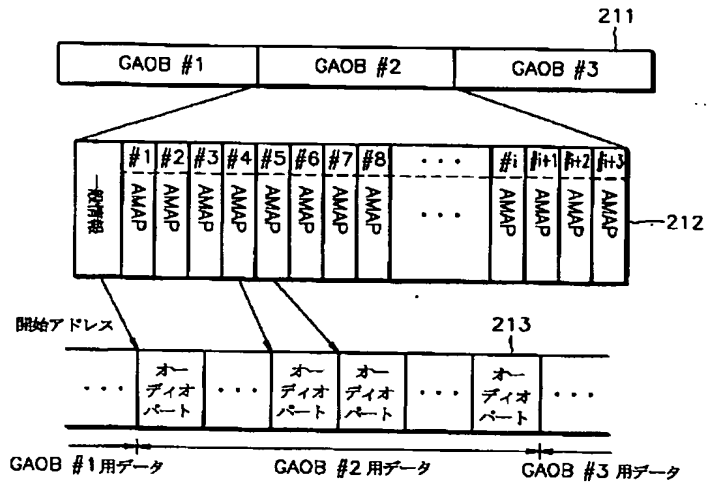 211
GAOB #1 GAOB #2 GAOB #3
#1 #2 #3 #4 #5 #6 #7 #8 ・・・ #i #i+1 #i+2 #i+3
一般情報 AMAP AMAP AMAP AMAP AMAP AMAP AMAP AMAP ・・・ AMAP AMAP AMAP AMAP
212
開始アドレス
213
・・・ オーディオパート ・・・ オーディオパート オーディオパート ・・・ オーディオパート ・・・
GAOB #1用データ GAOB #2用データ GAOB #3用データ